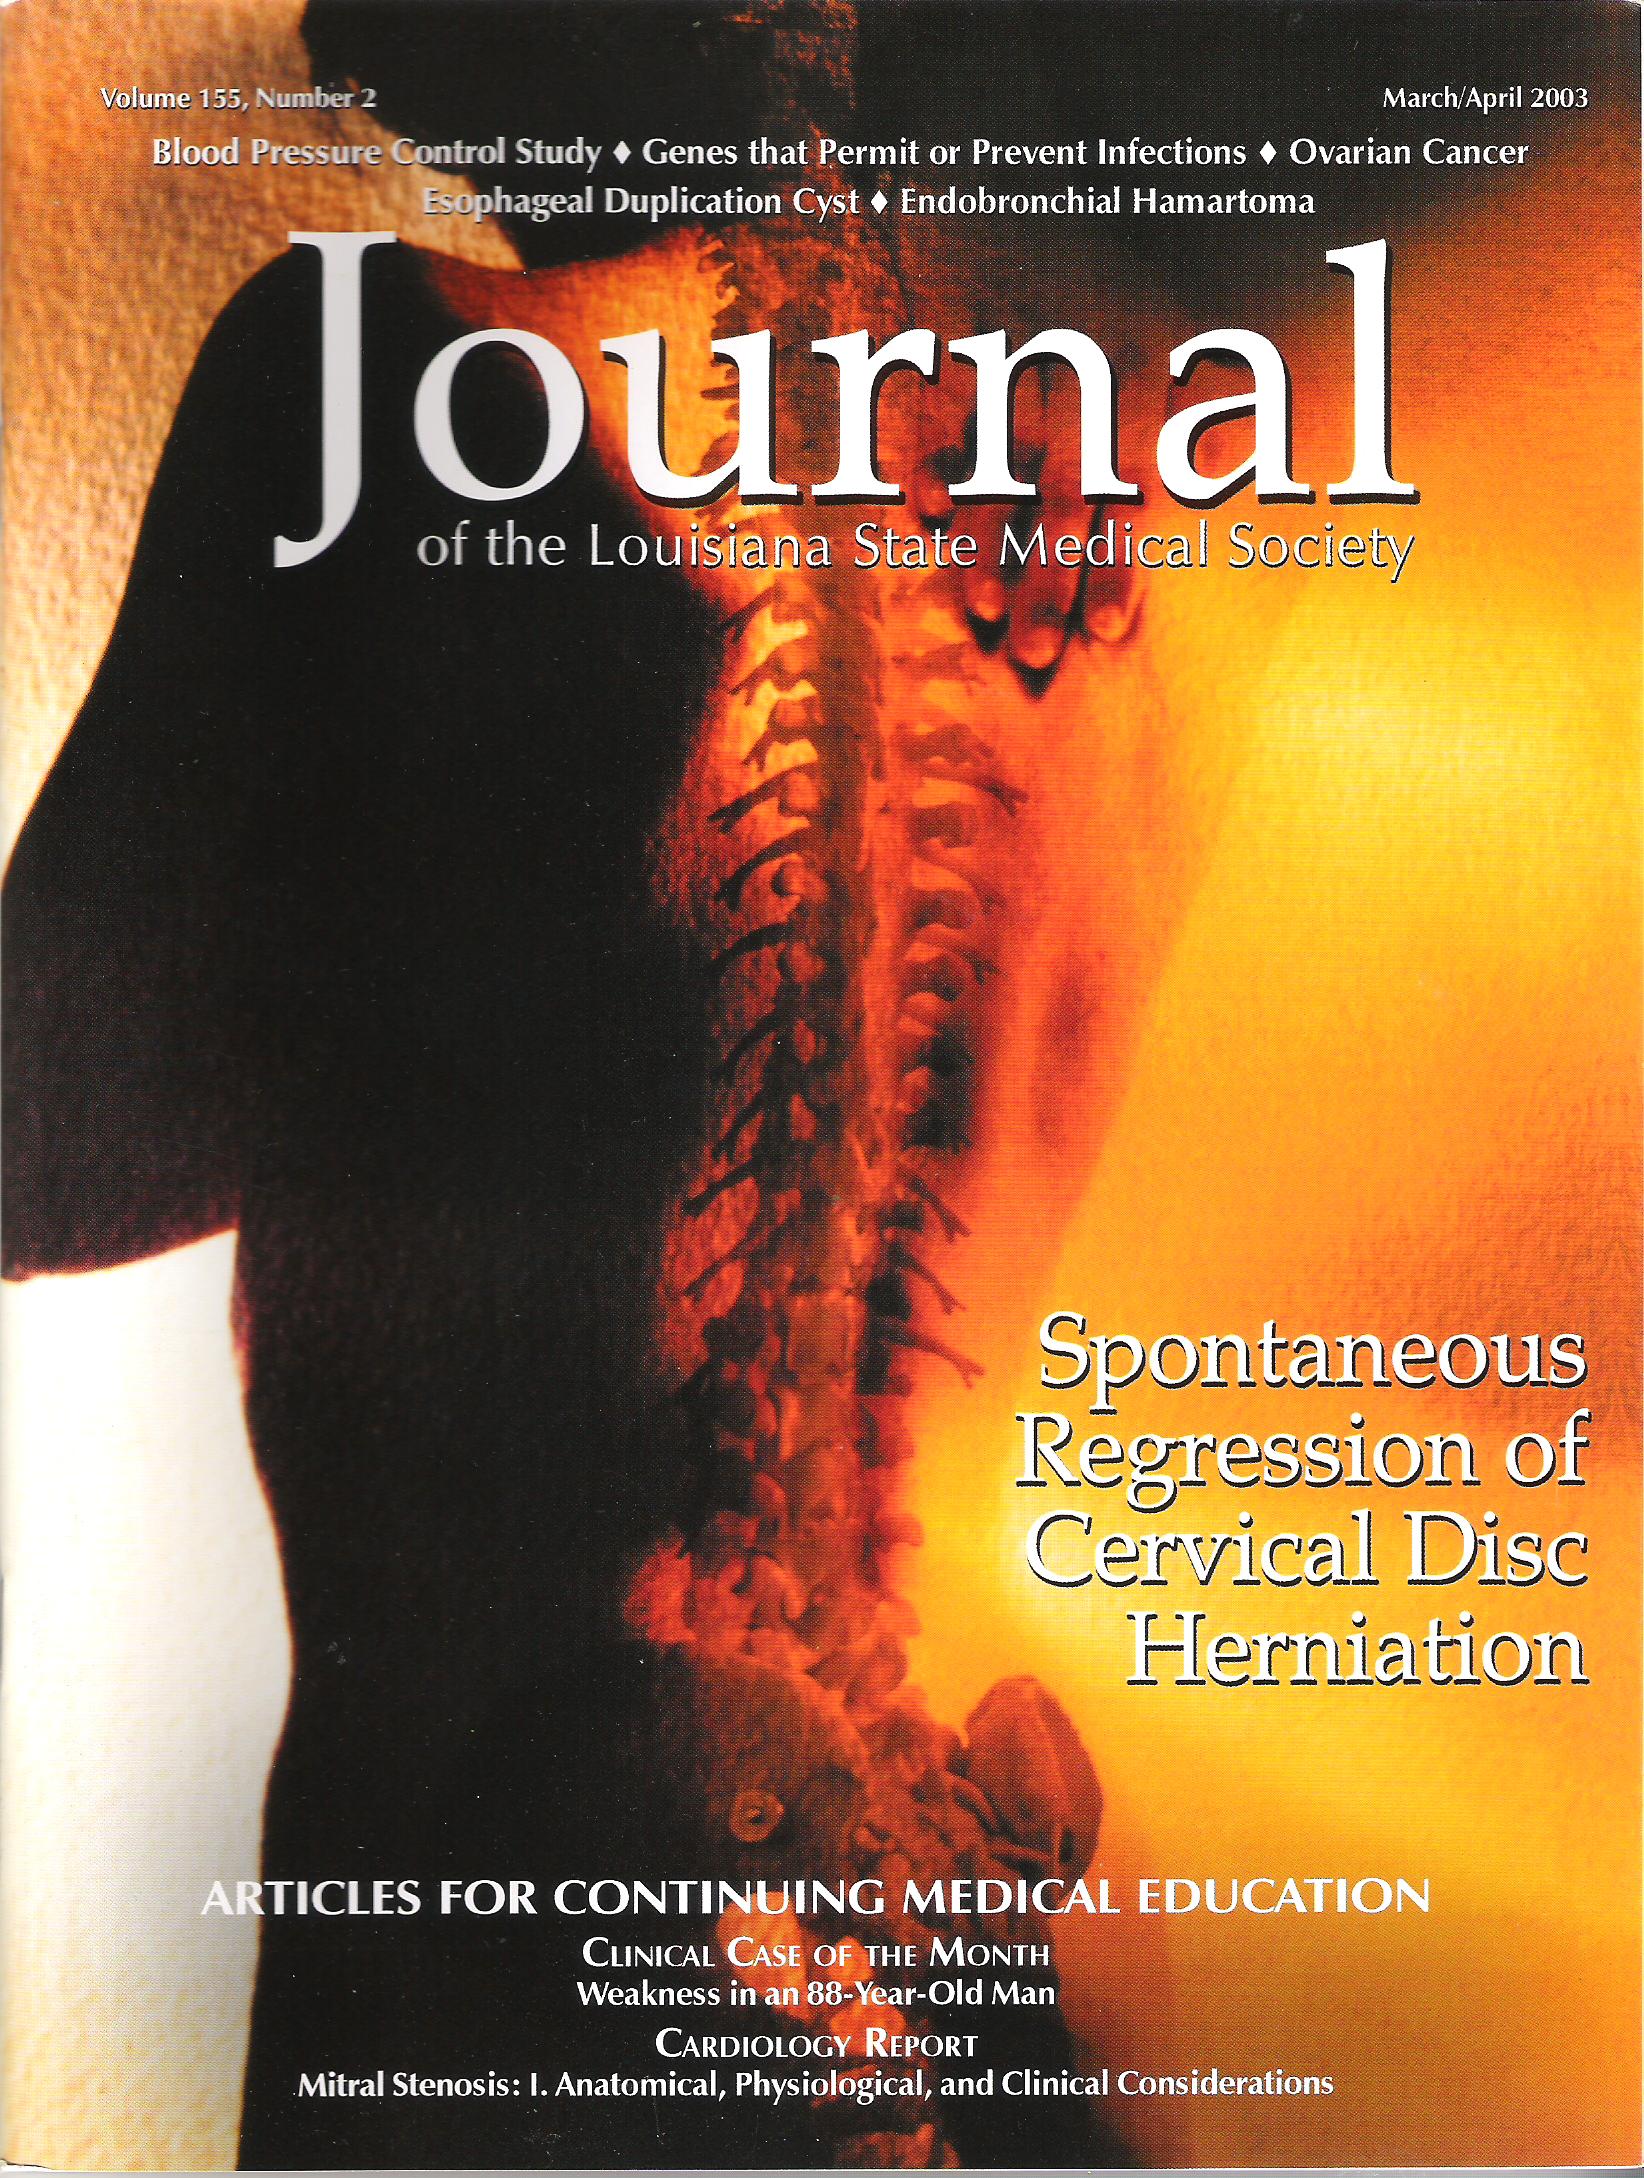 Volume 155, Number 2
March/April 2003
Blood Pressure Control Study ♦ Genes that Permit or Prevent Infections ♦ Ovarian Cancer
Esophageal Duplication Cyst ♦ Endobronchial Hamartoma
Journal
of the Louisiana State Medical Society
Spontaneous
Regression of
Cervical Disc
Herniation
ARTICLES FOR CONTINUING MEDICAL EDUCATION
CLINICAL CASE OF THE MONTH
Weakness in an 88-Year-Old Man
CARDIOLOGY REPORT
Mitral Stenosis: I. Anatomical, Physiological, and Clinical Considerations